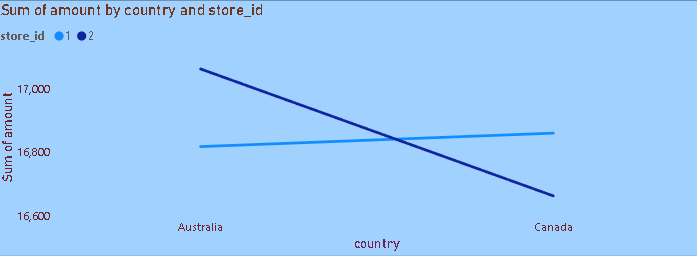 Sum of amount by country and store_id
store_id 1 2
Sum of amount
17,000
16,800
16,600
Australia Canada
country